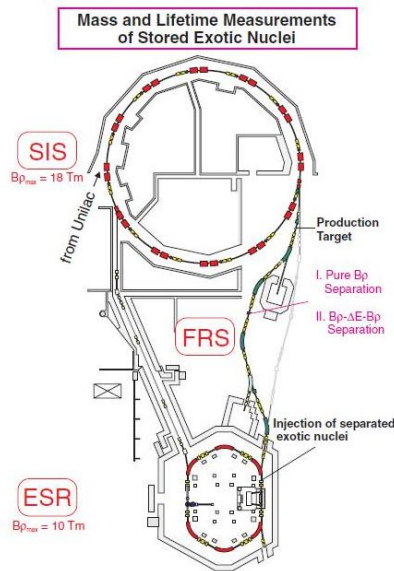 Mass and Lifetime Measurements
of Stored Exotic Nuclei
SIS
Bρmax = 18 Tm
from Unilac
Production
Target
I. Pure Bρ
Separation
II. Bρ-ΔE-Bρ
Separation
FRS
Injection of separated
exotic nuclei
ESR
Bρmax = 10 Tm